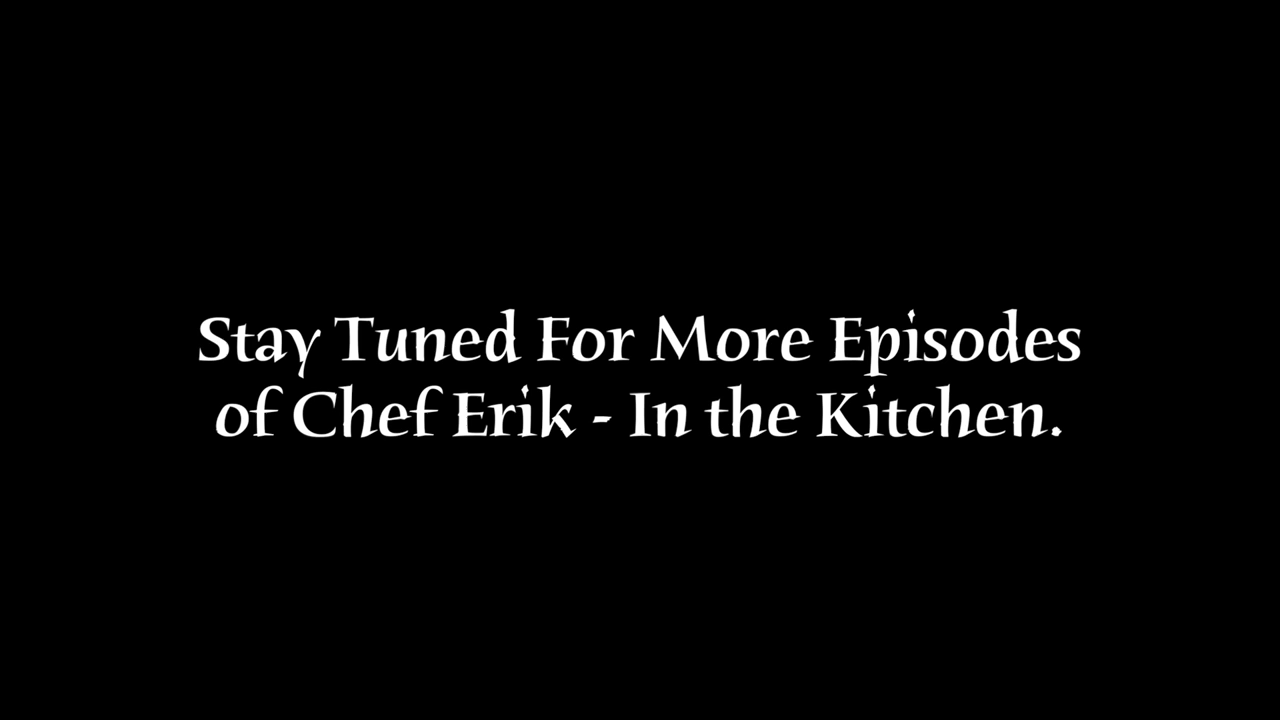 Stay Tuned For More Episodes
of Chef Erik - In the Kitchen.